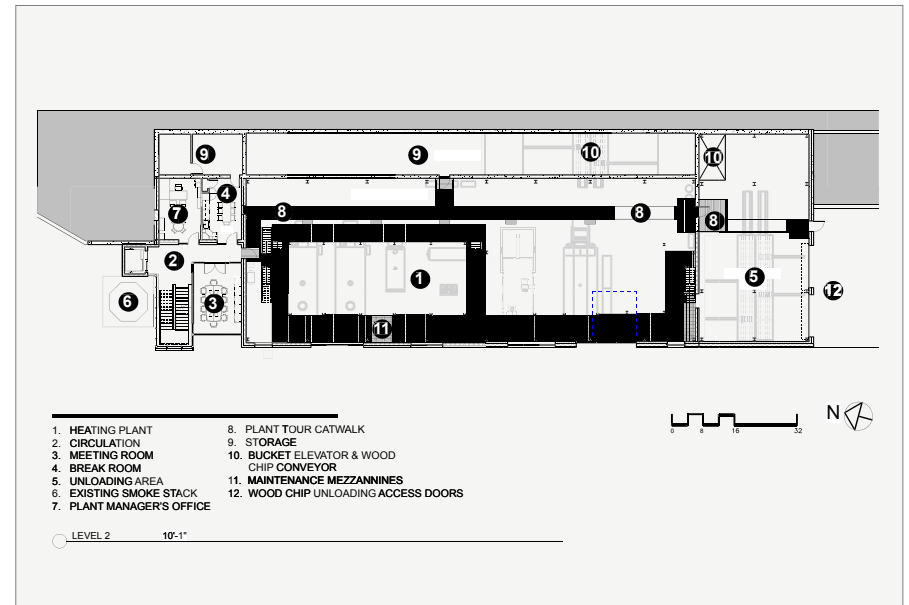 9
9
10
10
4
7
8
8
8
2
1
5
6
3
12
11
N
0 8 16 32
1. HEATING PLANT
2. CIRCULATION
3. MEETING ROOM
4. BREAK ROOM
5. UNLOADING AREA
6. EXISTING SMOKE STACK
7. PLANT MANAGER'S OFFICE
8. PLANT TOUR CATWALK
9. STORAGE
10. BUCKET ELEVATOR & WOOD
CHIP CONVEYOR
11. MAINTENANCE MEZZANNINES
12. WOOD CHIP UNLOADING ACCESS DOORS
LEVEL 2 10'-1"